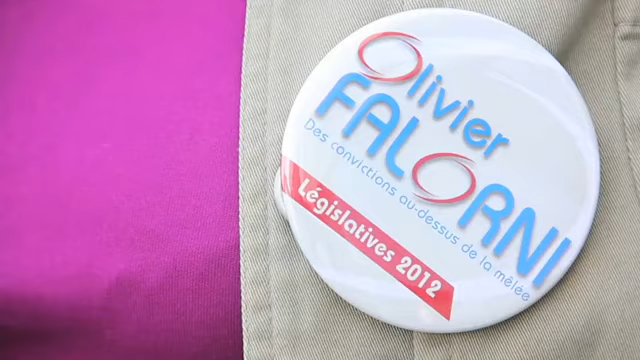 Olivier
FALORNI
Des convictions au-dessus de la mêlée
Législatives 2012